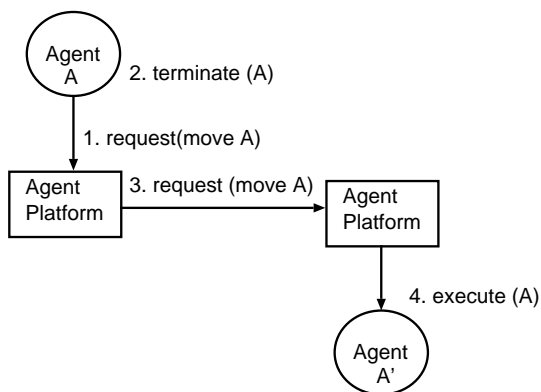 Agent
A
2. terminate (A)
1. request(move A)
Agent
Platform
3. request (move A)
Agent
Platform
4. execute (A)
Agent
A'